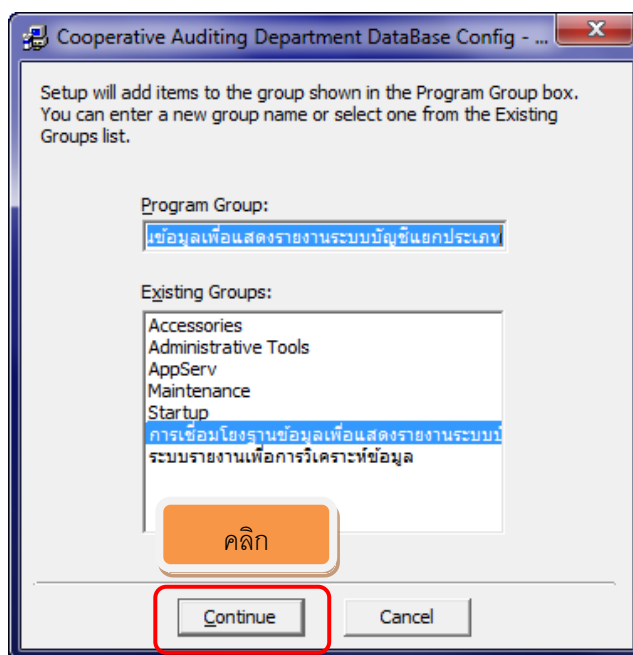 Cooperative Auditing Department DataBase Config - ...
Setup will add items to the group shown in the Program Group box.
You can enter a new group name or select one from the Existing
Groups list.
Program Group:
นข้อมูลเพื่อแสดงรายงานระบบบัญชีแยกประเภท
Existing Groups:
Accessories
Administrative Tools
AppServ
Maintenance
Startup
การเชื่อมโยงฐานข้อมูลเพื่อแสดงรายงานระบบบั
ระบบรายงานเพื่อการวิเคราะห์ข้อมูล
คลิก
Continue Cancel